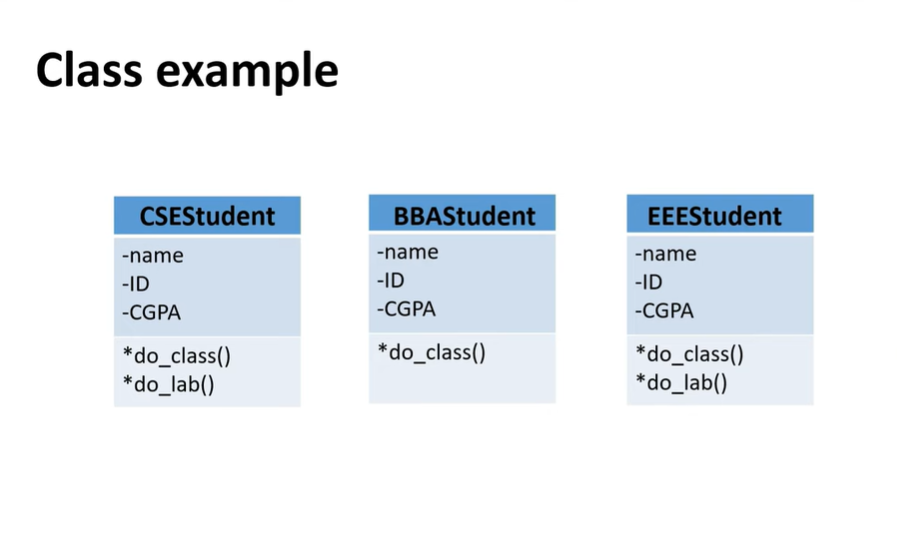 Class example
CSEStudent
-name
-ID
-CGPA
*do_class()
*do_lab()
BBAStudent
-name
-ID
-CGPA
*do_class()
EEEStudent
-name
-ID
-CGPA
*do_class()
*do_lab()